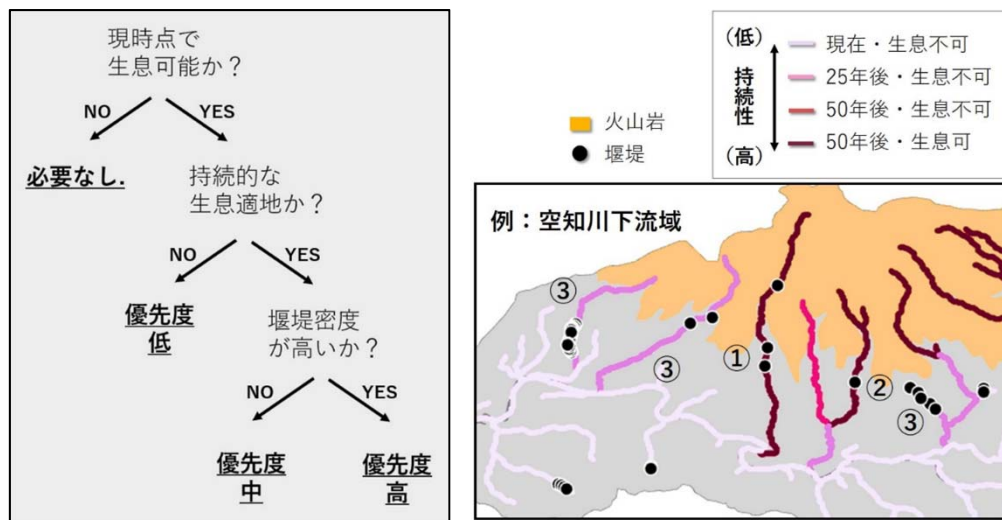 現時点で
生息可能か？
NO
YES
必要なし.
持続的な
生息適地か？
NO
YES
優先度
低
堰堤密度
が高いか？
NO
YES
優先度
中
優先度
高
火山岩
堰堤
（低）
持続性
（高）
現在・生息不可
25年後・生息不可
50年後・生息不可
50年後・生息可
例：空知川下流域
③
③
①
②
③